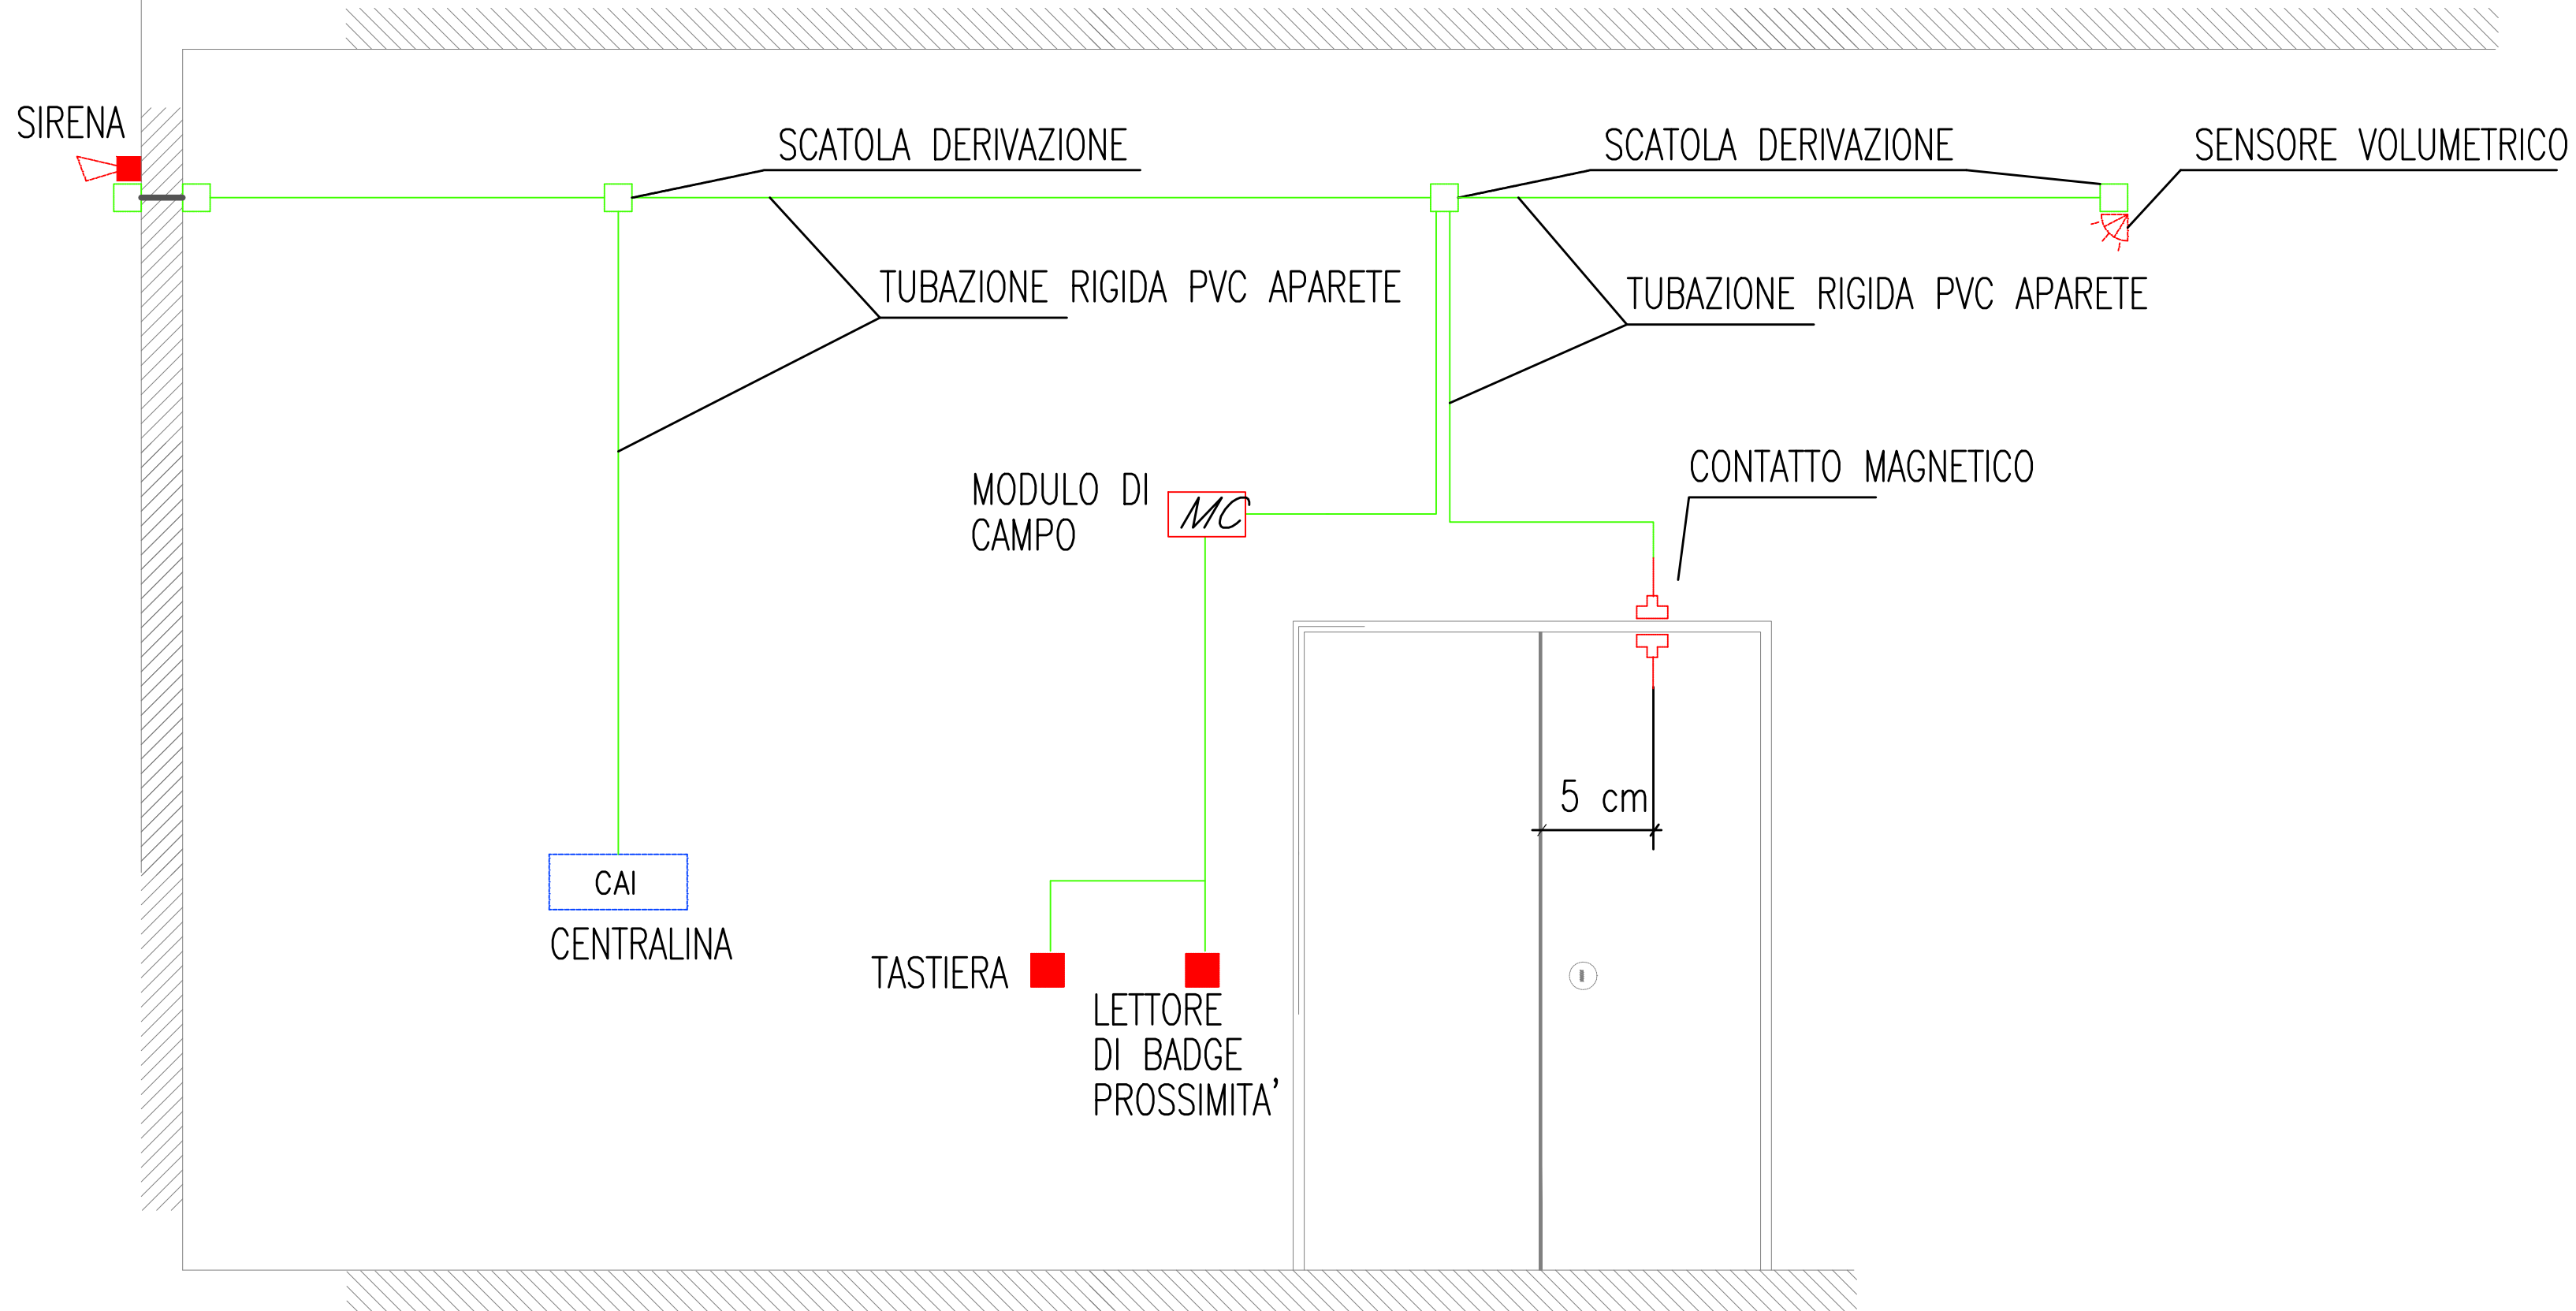 SIRENA
SCATOLA DERIVAZIONE
SCATOLA DERIVAZIONE
SENSORE VOLUMETRICO
TUBAZIONE RIGIDA PVC APARETE
TUBAZIONE RIGIDA PVC APARETE
CONTATTO MAGNETICO
MODULO DI
CAMPO
MC
5 cm
CAI
CENTRALINA
TASTIERA
LETTORE
DI BADGE
PROSSIMITA'